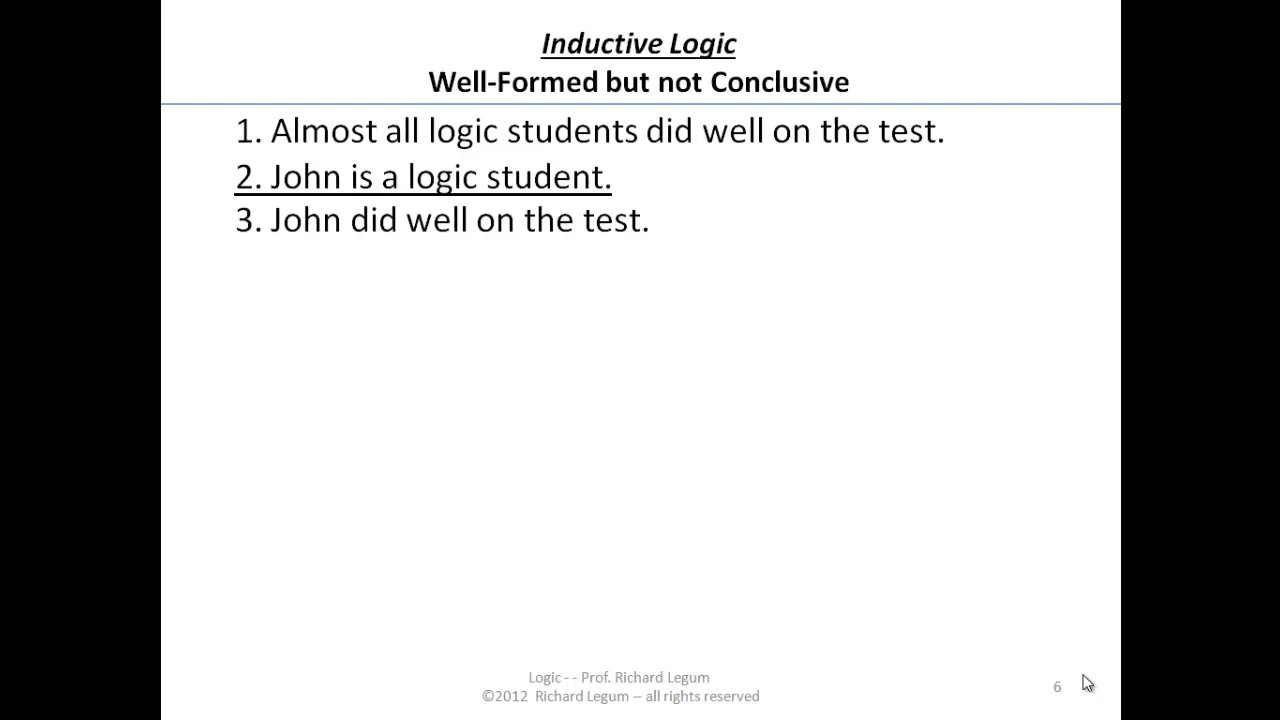 Inductive Logic
Well-Formed but not Conclusive
1. Almost all logic students did well on the test.
2. John is a logic student.
3. John did well on the test.
Logic - - Prof. Richard Legum
©2012  Richard Legum – all rights reserved
6